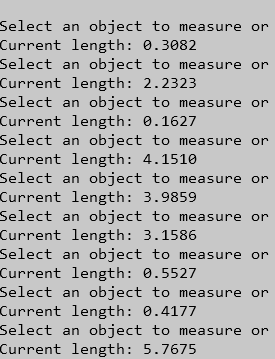 Select an object to measure or
Current length: 0.3082
Select an object to measure or
Current length: 2.2323
Select an object to measure or
Current length: 0.1627
Select an object to measure or
Current length: 4.1510
Select an object to measure or
Current length: 3.9859
Select an object to measure or
Current length: 3.1586
Select an object to measure or
Current length: 0.5527
Select an object to measure or
Current length: 0.4177
Select an object to measure or
Current length: 5.7675